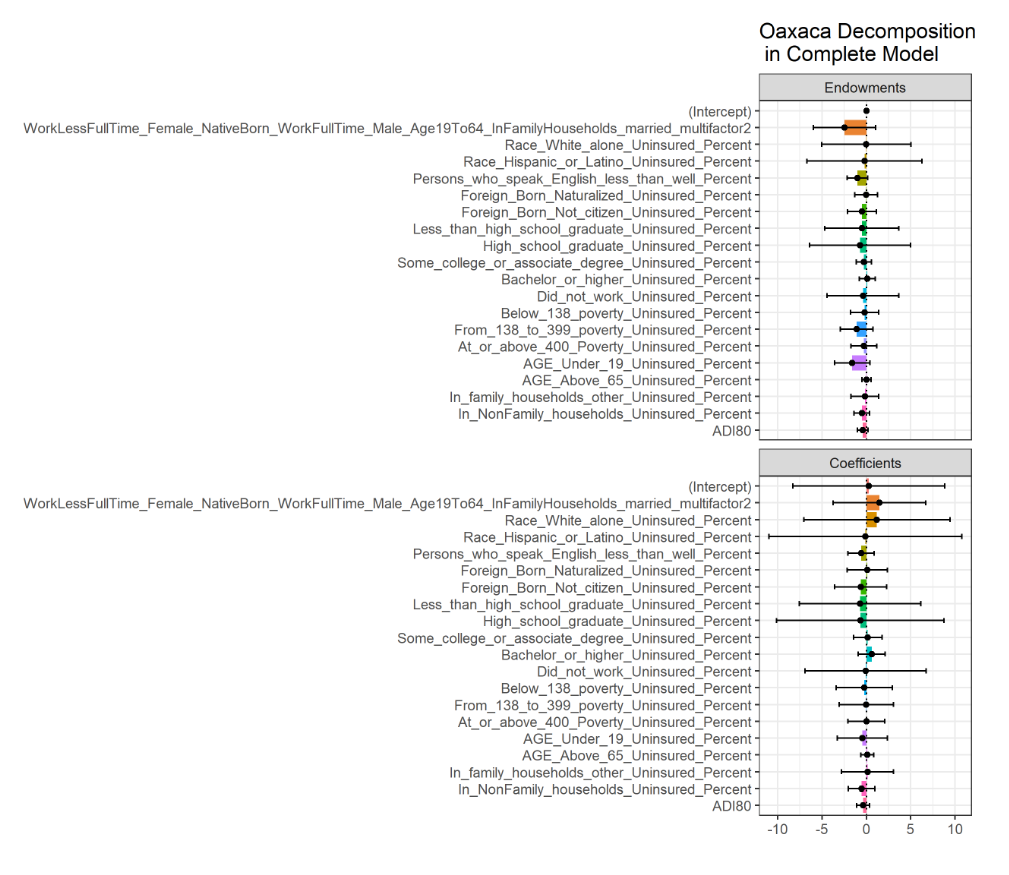 Oaxaca Decomposition
in Complete Model
Endowments
(Intercept)
WorkLessFullTime_Female_NativeBorn_WorkFullTime_Male_Age19To64_InFamilyHouseholds_married_multifactor2
Race_White_alone_Uninsured_Percent
Race_Hispanic_or_Latino_Uninsured_Percent
Persons_who_speak_English_less_than_well_Percent
Foreign_Born_Naturalized_Uninsured_Percent
Foreign_Born_Not_citizen_Uninsured_Percent
Less_than_high_school_graduate_Uninsured_Percent
High_school_graduate_Uninsured_Percent
Some_college_or_associate_degree_Uninsured_Percent
Bachelor_or_higher_Uninsured_Percent
Did_not_work_Uninsured_Percent
Below_138_poverty_Uninsured_Percent
From_138_to_399_poverty_Uninsured_Percent
At_or_above_400_Poverty_Uninsured_Percent
AGE_Under_19_Uninsured_Percent
AGE_Above_65_Uninsured_Percent
In_family_households_other_Uninsured_Percent
In_NonFamily_households_Uninsured_Percent
ADI80
Coefficients
(Intercept)
WorkLessFullTime_Female_NativeBorn_WorkFullTime_Male_Age19To64_InFamilyHouseholds_married_multifactor2
Race_White_alone_Uninsured_Percent
Race_Hispanic_or_Latino_Uninsured_Percent
Persons_who_speak_English_less_than_well_Percent
Foreign_Born_Naturalized_Uninsured_Percent
Foreign_Born_Not_citizen_Uninsured_Percent
Less_than_high_school_graduate_Uninsured_Percent
High_school_graduate_Uninsured_Percent
Some_college_or_associate_degree_Uninsured_Percent
Bachelor_or_higher_Uninsured_Percent
Did_not_work_Uninsured_Percent
Below_138_poverty_Uninsured_Percent
From_138_to_399_poverty_Uninsured_Percent
At_or_above_400_Poverty_Uninsured_Percent
AGE_Under_19_Uninsured_Percent
AGE_Above_65_Uninsured_Percent
In_family_households_other_Uninsured_Percent
In_NonFamily_households_Uninsured_Percent
ADI80
-10 -5 0 5 10